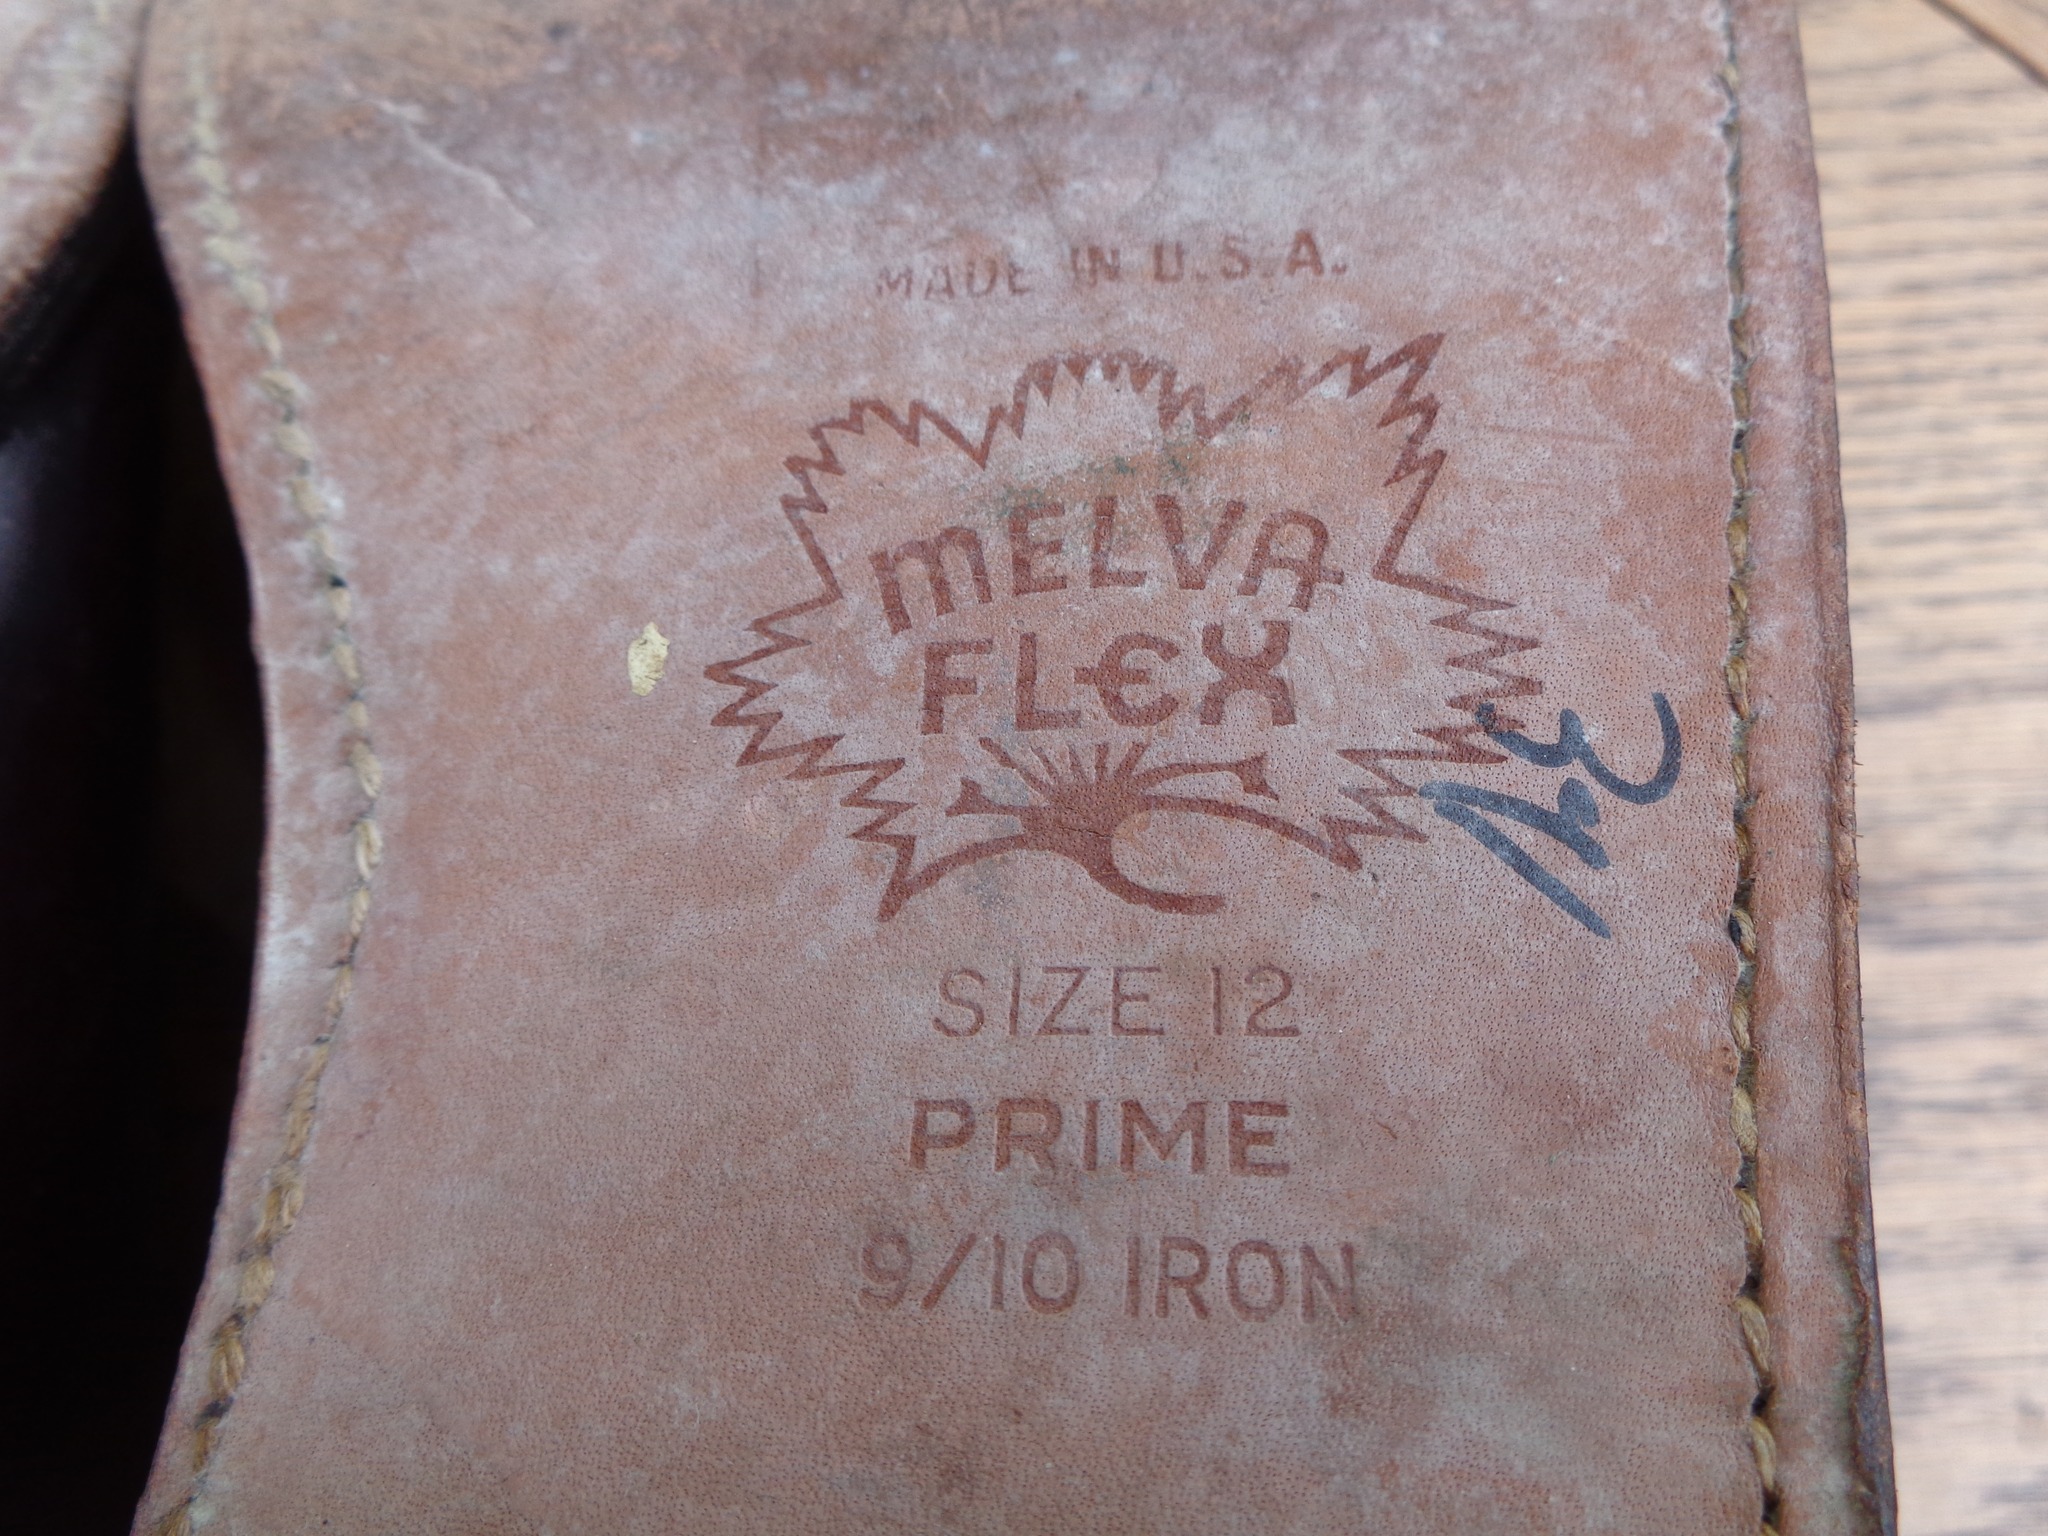 MADE IN U.S.A.
MELVA
FLEX
SIZE 12
PRIME
9/10 IRON